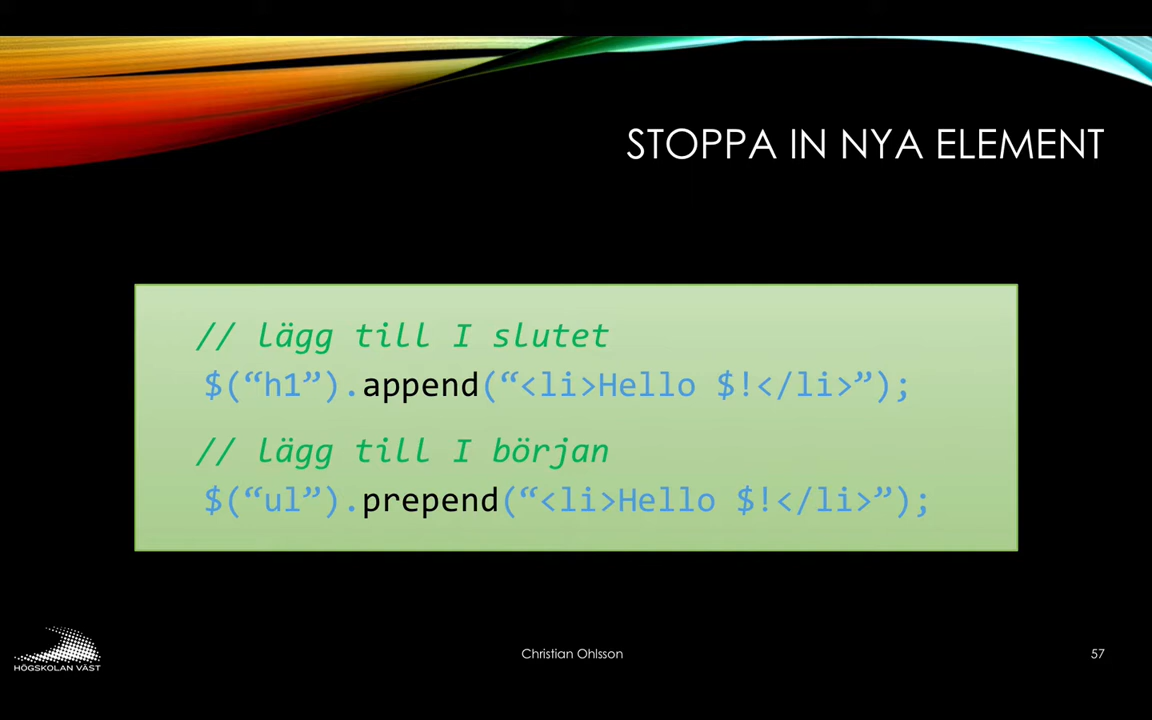 STOPPA IN NYA ELEMENT
// lägg till I slutet
$(“h1”).append(“<li>Hello $!</li>”);
// lägg till I början
$(“ul”).prepend(“<li>Hello $!</li>”);
HÖGSKOLAN VÄST
Christian Ohlsson
57